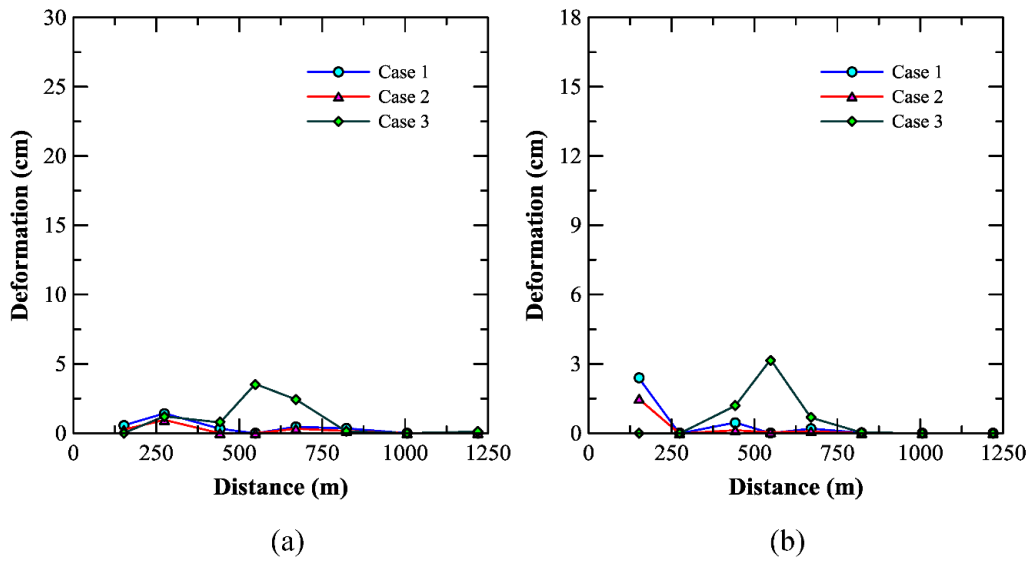 30
25
20
15
10
5
0
Deformation (cm)
Case 1
Case 2
Case 3
0 250 500 750 1000 1250
Distance (m)
(a)
18
15
12
9
6
3
0
Deformation (cm)
Case 1
Case 2
Case 3
0 250 500 750 1000 1250
Distance (m)
(b)